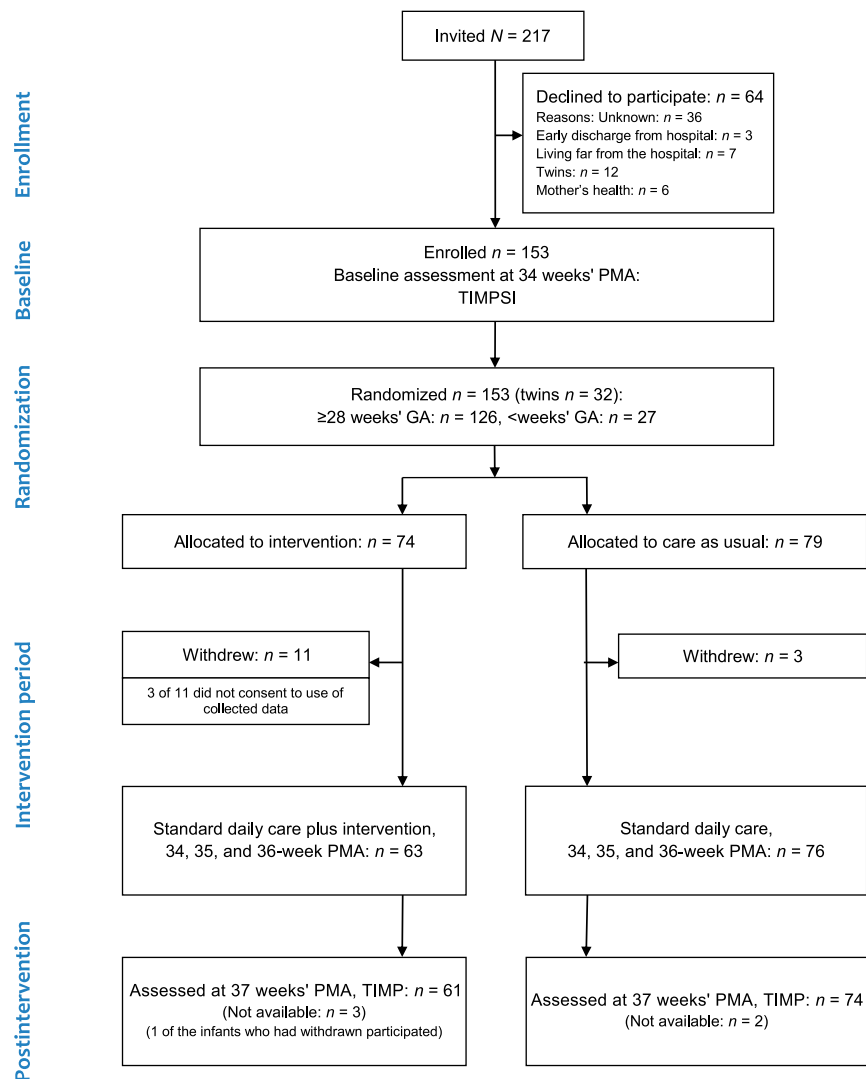 Invited N = 217
Enrollment
Declined to participate: n = 64
Reasons: Unknown: n = 36
Early discharge from hospital: n = 3
Living far from the hospital: n = 7
Twins: n = 12
Mother's health: n = 6
Baseline
Enrolled n = 153
Baseline assessment at 34 weeks' PMA:
TIMPSI
Randomization
Randomized n = 153 (twins n = 32):
≥28 weeks' GA: n = 126, <weeks' GA: n = 27
Allocated to intervention: n = 74
Allocated to care as usual: n = 79
Intervention period
Withdrew: n = 11
3 of 11 did not consent to use of
collected data
Withdrew: n = 3
Standard daily care plus intervention,
34, 35, and 36-week PMA: n = 63
Standard daily care,
34, 35, and 36-week PMA: n = 76
Postintervention
Assessed at 37 weeks' PMA, TIMP: n = 61
(Not available: n = 3)
(1 of the infants who had withdrawn participated)
Assessed at 37 weeks' PMA, TIMP: n = 74
(Not available: n = 2)